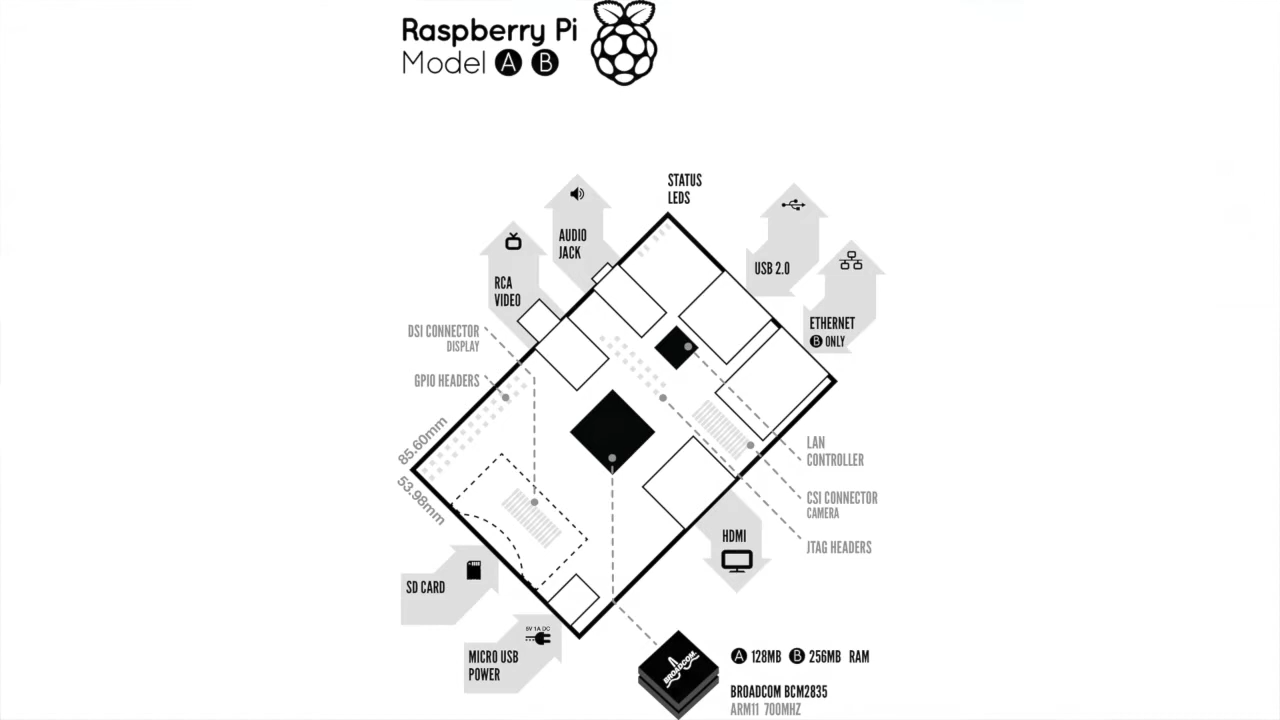 Raspberry Pi
Model A B
STATUS
LEDS
AUDIO
JACK
USB 2.0
RCA
VIDEO
ETHERNET
B ONLY
DSI CONNECTOR
DISPLAY
GPIO HEADERS
85.60mm
53.98mm
LAN
CONTROLLER
CSI CONNECTOR
CAMERA
JTAG HEADERS
HDMI
SD CARD
5V 1A DC
MICRO USB
POWER
BROADCOM
A 128MB B 256MB RAM
BROADCOM BCM2835
ARM11 700MHZ